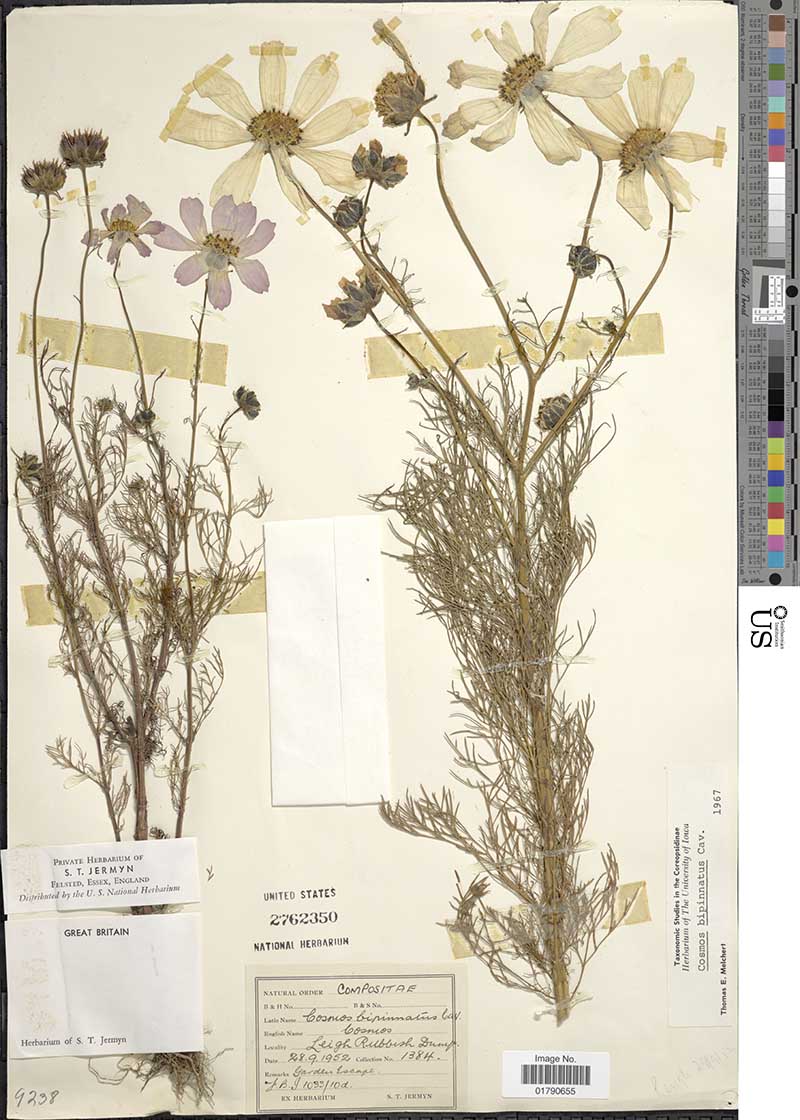 PRIVATE HERBARIUM OF
S. T. JERMYN
FELSTED, ESSEX, ENGLAND
Distributed by the U. S. National Herbarium
GREAT BRITAIN
Herbarium of S. T. Jermyn
9238
UNITED STATES
2762350
NATIONAL HERBARIUM
NATURAL ORDER COMPOSITAE
B & H No. B & S No.
Latin Name Cosmos bipinnatus Cav.
English Name Cosmos
Locality Leigh Rubbish Dump.
Date 28.9.1952 Collection No. 1384.
Remarks Garden Escape.
1033/10d.
EX HERBARIUM S. T. JERMYN
Image No.
01790655
Taxonomic Studies in the Coreopsidinae
Herbarium of The University of Iowa
Cosmos bipinnatus Cav.
Thomas E. Melchert 1967
US
Smithsonian
Institution
Golden Thread